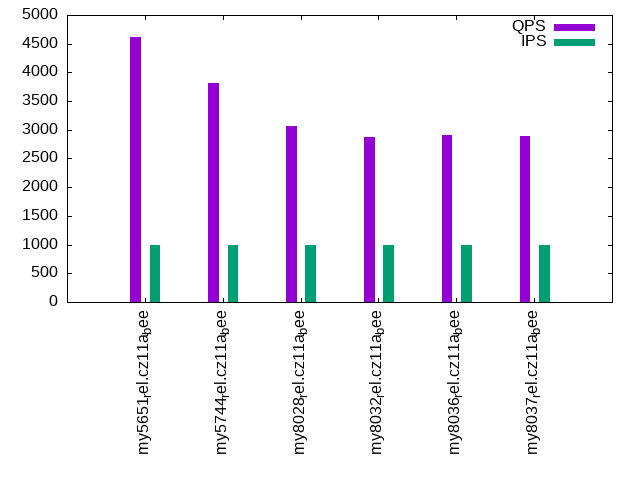 5000
4500
4000
3500
3000
2500
2000
1500
1000
500
0
QPS
IPS
my5651rel.cz11abee
my5744rel.cz11abee
my8028rel.cz11abee
my8032rel.cz11abee
my8036rel.cz11abee
my8037rel.cz11abee